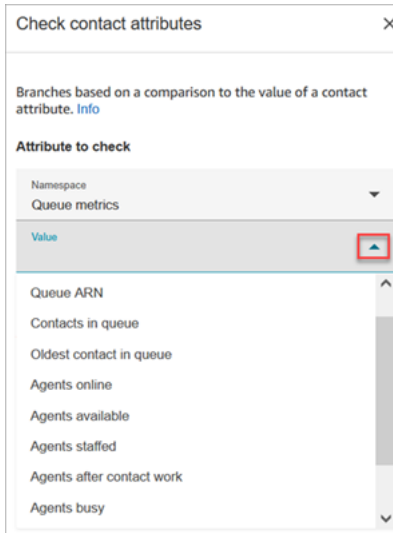 Check contact attributes
Branches based on a comparison to the value of a contact
attribute. Info
Attribute to check
Namespace
Queue metrics
Value
Queue ARN
Contacts in queue
Oldest contact in queue
Agents online
Agents available
Agents staffed
Agents after contact work
Agents busy